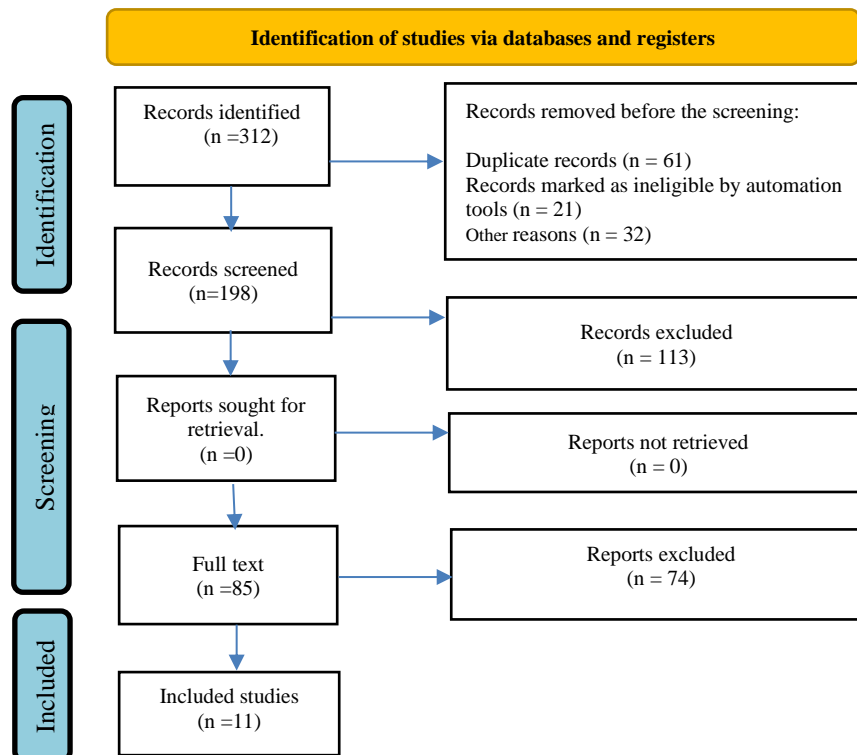 Identification of studies via databases and registers
Identification
Records identified
(n =312)
Records removed before the screening:
Duplicate records (n = 61)
Records marked as ineligible by automation
tools (n = 21)
Other reasons (n = 32)
Records screened
(n=198)
Records excluded
(n = 113)
Screening
Reports sought for
retrieval.
(n =0)
Reports not retrieved
(n = 0)
Full text
(n =85)
Reports excluded
(n = 74)
Included
Included studies
(n =11)